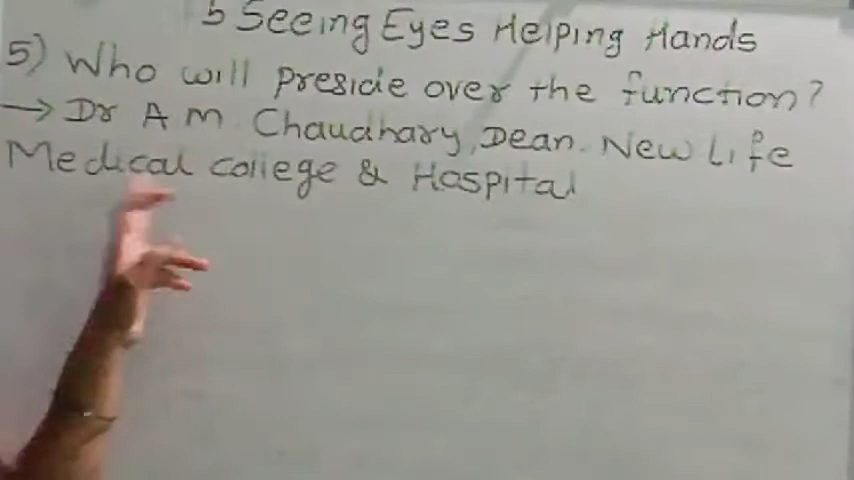 5 Seeing Eyes Helping Hands
5) Who will preside over the function?
→ Dr A M Chaudhary, Dean. New Life
Medical college & Hospital